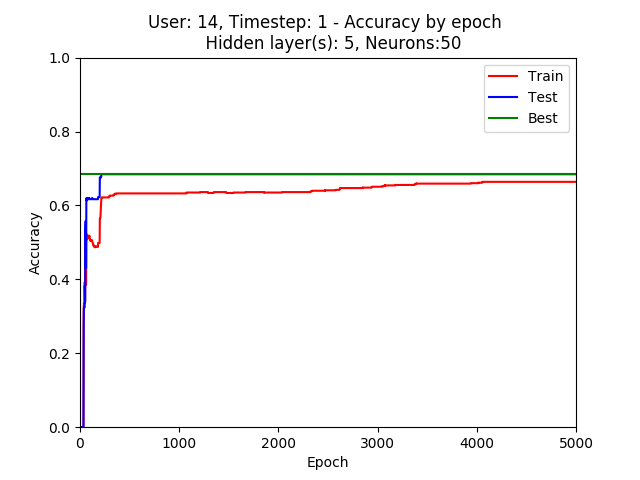 User: 14, Timestep: 1 - Accuracy by epoch
Hidden layer(s): 5, Neurons:50
Train
Test
Best
Accuracy
1.0
0.8
0.6
0.4
0.2
0.0
0 1000 2000 3000 4000 5000
Epoch